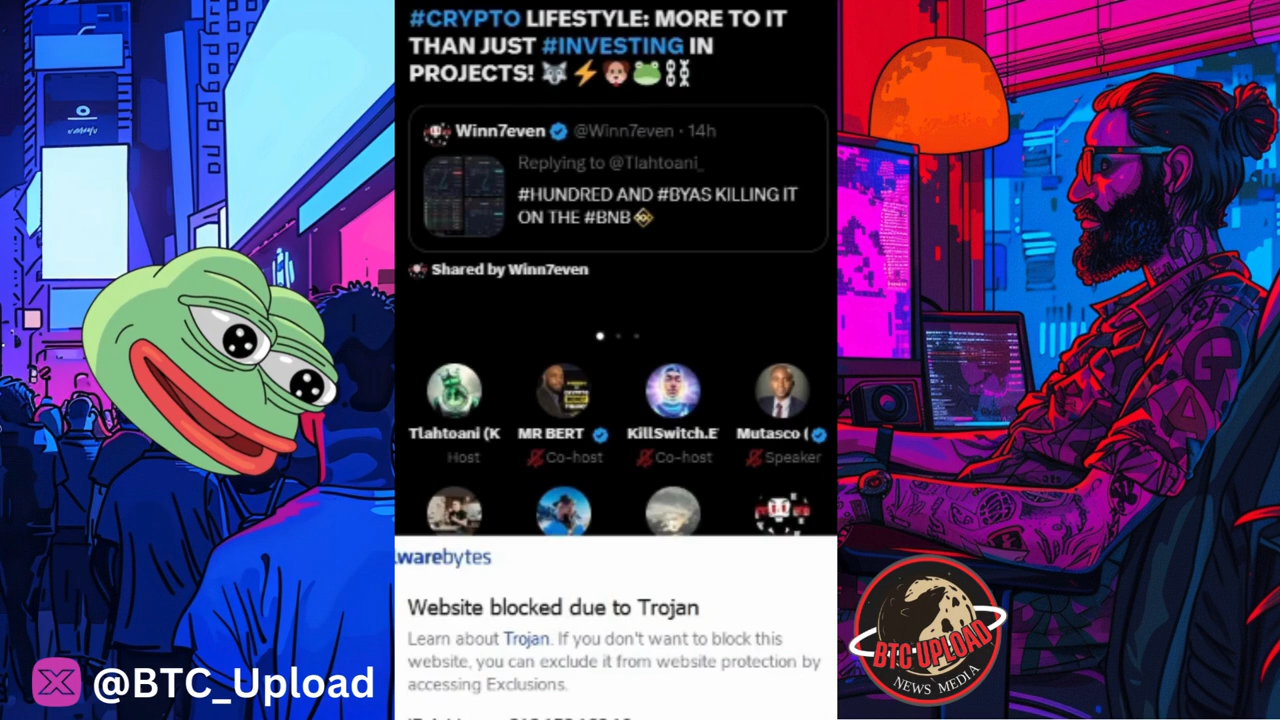 #CRYPTO LIFESTYLE: MORE TO IT
THAN JUST #INVESTING IN
PROJECTS! 🐺⚡🐶🐸⛓
Winn7even @Winn7even · 14h
Replying to @Tlahtoani_
#HUNDRED AND #BYAS KILLING IT
ON THE #BNB
Shared by Winn7even
Tlahtoani (K
MR BERT
KillSwitch.E
Mutasco (
Host
Co-host
Co-host
Speaker
lwarebytes
Website blocked due to Trojan
Learn about Trojan. If you don't want to block this
website, you can exclude it from website protection by
accessing Exclusions.
@BTC_Upload
BTC UPLOAD
NEWS MEDIA